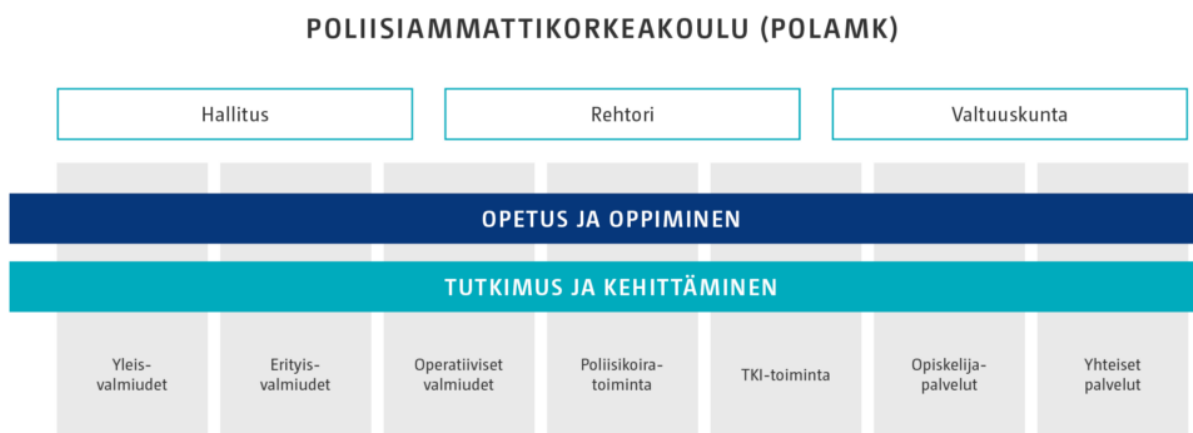 POLIISIAMMATTIKORKEAKOULU (POLAMK)
Hallitus
Rehtori
Valtuuskunta
OPETUS JA OPPIMINEN
TUTKIMUS JA KEHITTÄMINEN
Yleis-
valmiudet
Erityis-
valmiudet
Operatiiviset
valmiudet
Poliisikoira-
toiminta
TKI-toiminta
Opiskelija-
palvelut
Yhteiset
palvelut